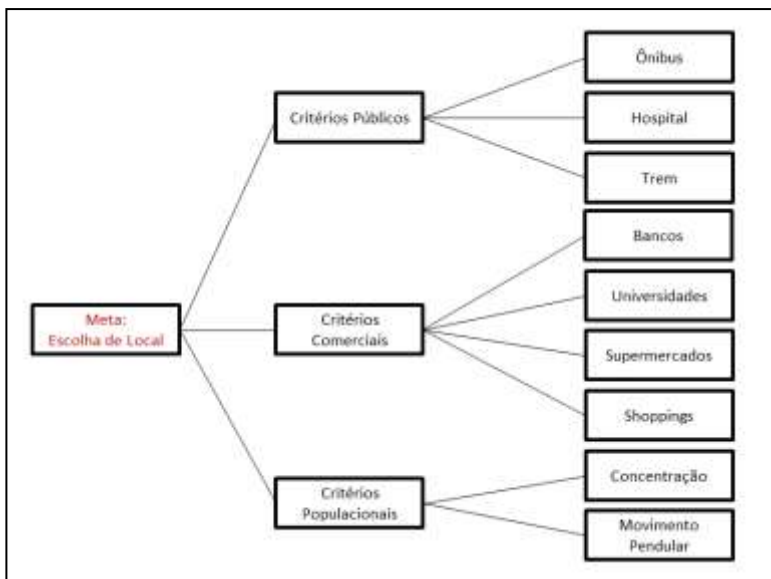 Meta:
Escolha de Local
Critérios Públicos
Ônibus
Hospital
Trem
Critérios
Comerciais
Bancos
Universidades
Supermercados
Shoppings
Critérios
Populacionais
Concentração
Movimento
Pendular